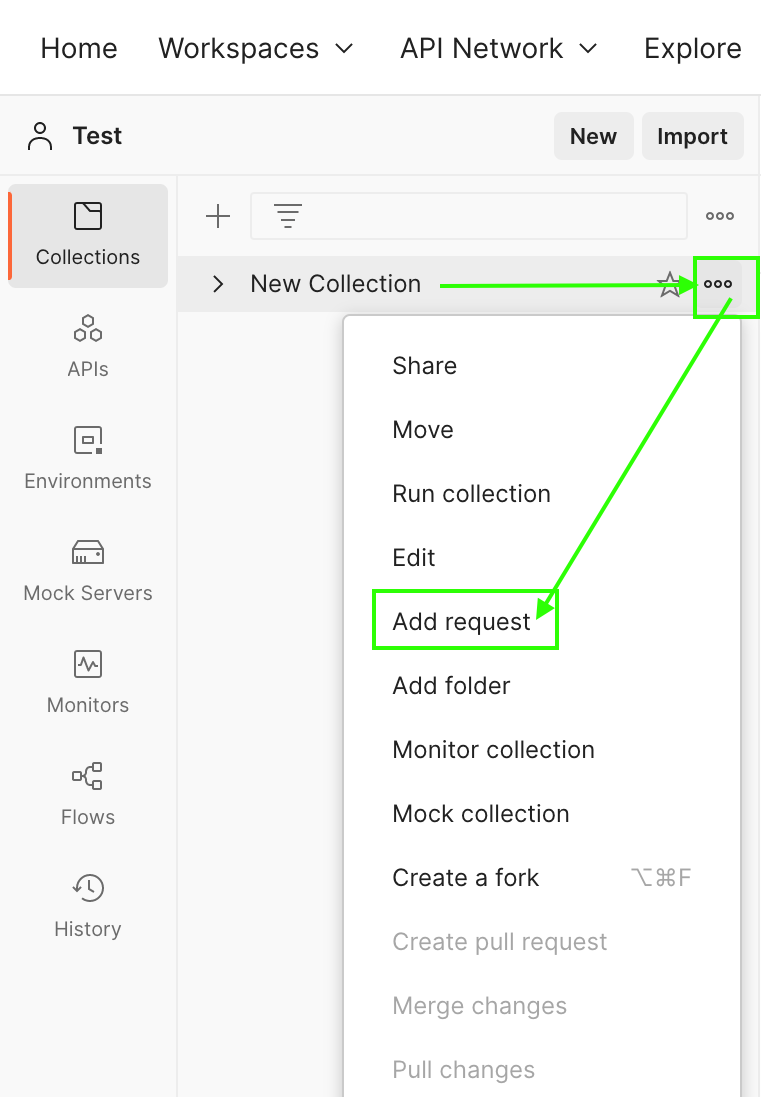 Home Workspaces API Network Explore
Test New Import
Collections
New Collection
APIs
Environments
Mock Servers
Monitors
Flows
History
Share
Move
Run collection
Edit
Add request
Add folder
Monitor collection
Mock collection
Create a fork ⌥⌘F
Create pull request
Merge changes
Pull changes